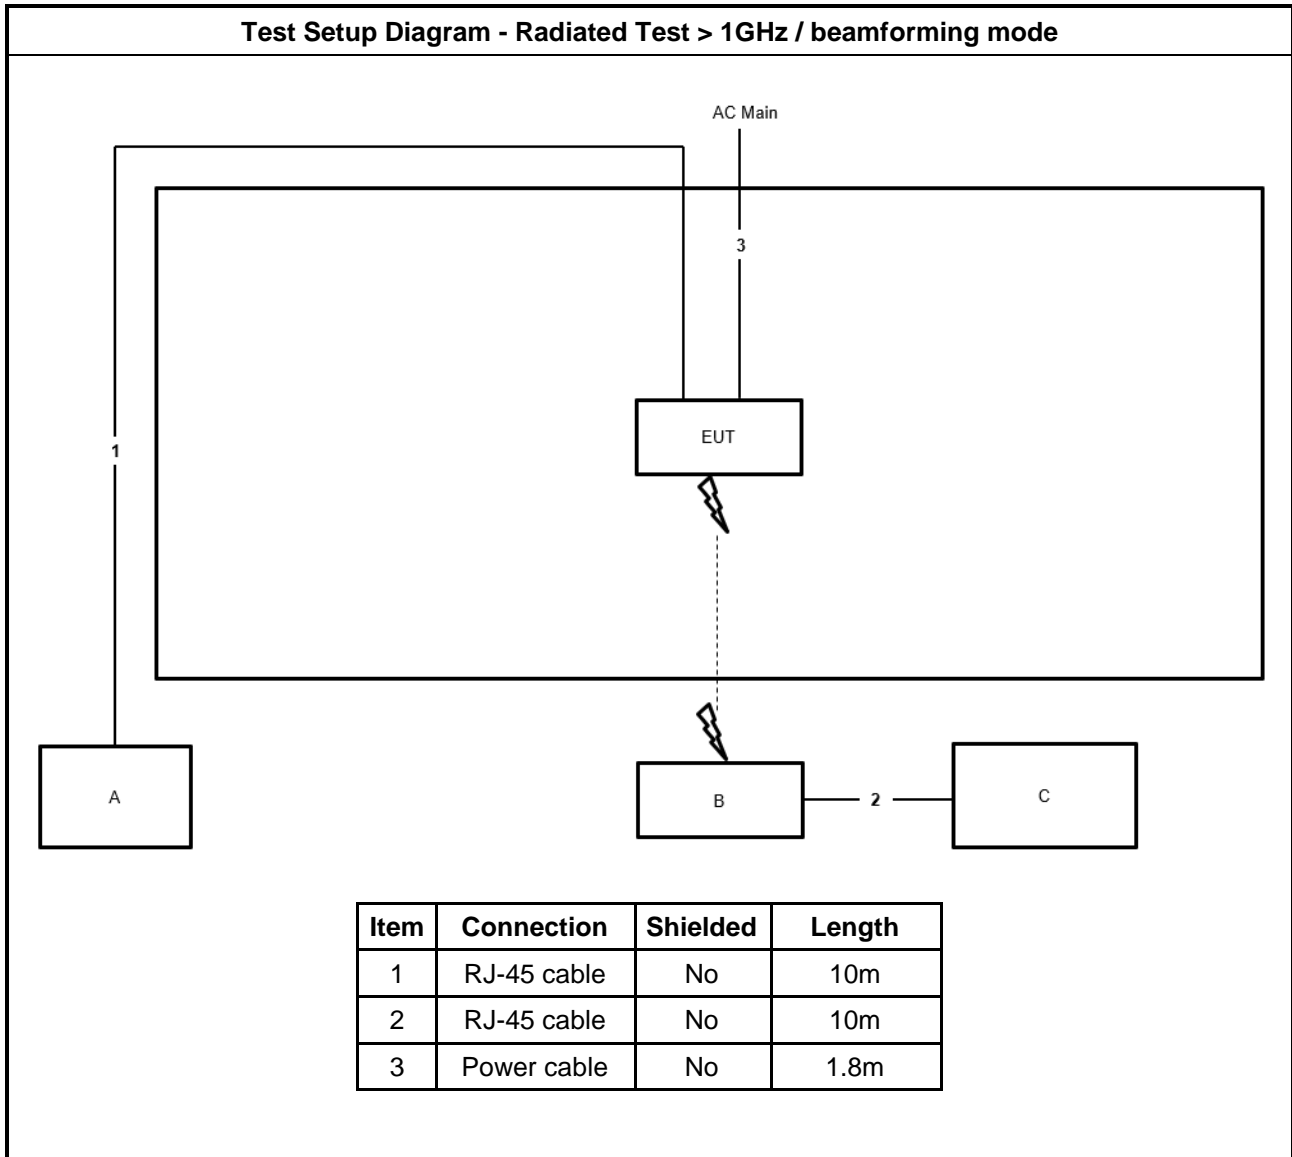 Test Setup Diagram - Radiated Test > 1GHz / beamforming mode
AC Main
3
EUT
1
A
B
2
C
Item Connection Shielded Length
1 RJ-45 cable No 10m
2 RJ-45 cable No 10m
3 Power cable No 1.8m